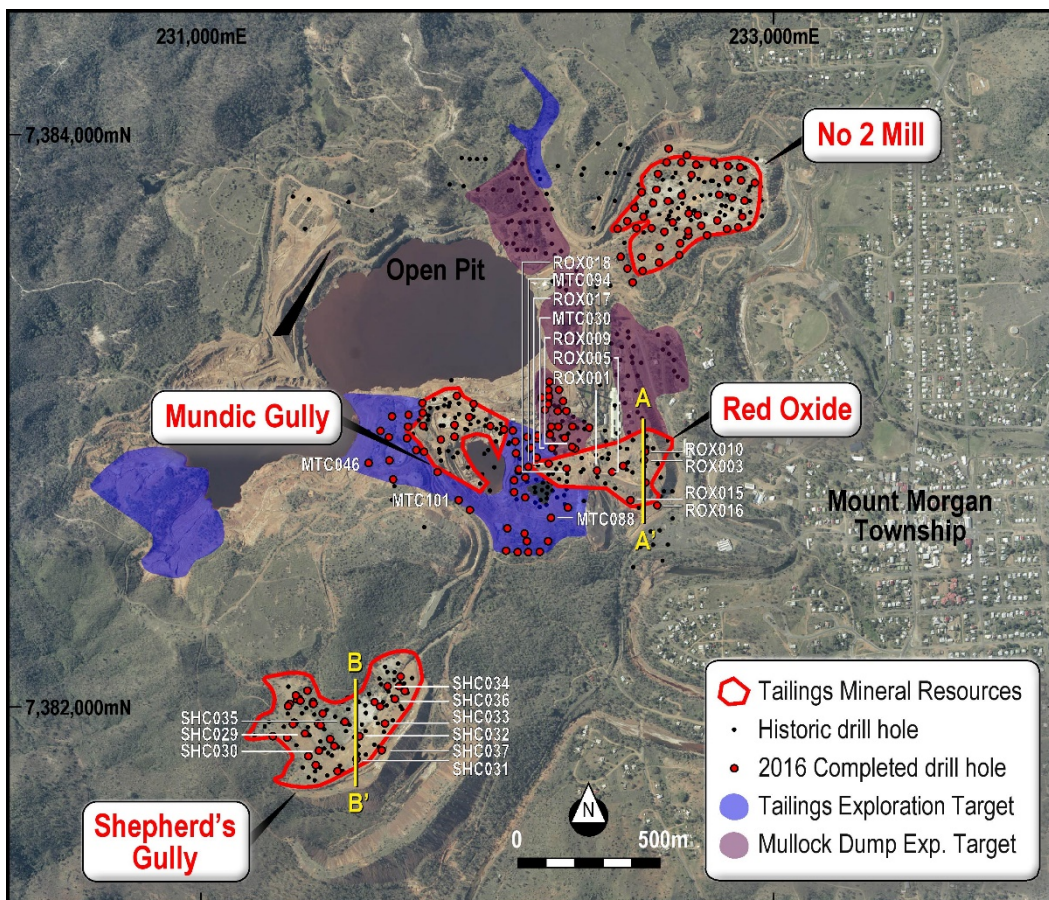 231,000mE
233,000mE
7,384,000mN
No 2 Mill
Open Pit
ROX018
MTC094
ROX017
MTC030
ROX009
ROX005
ROX001
A
Mundic Gully
Red Oxide
ROX010
ROX003
MTC046
MTC101
ROX015
ROX016
MTC088
A'
Mount Morgan
Township
B
SHC034
SHC036
SHC035
SHC033
SHC029
SHC032
SHC030
SHC037
SHC031
B'
7,382,000mN
Shepherd's
Gully
N
0
500m
Tailings Mineral Resources
Historic drill hole
2016 Completed drill hole
Tailings Exploration Target
Mullock Dump Exp. Target